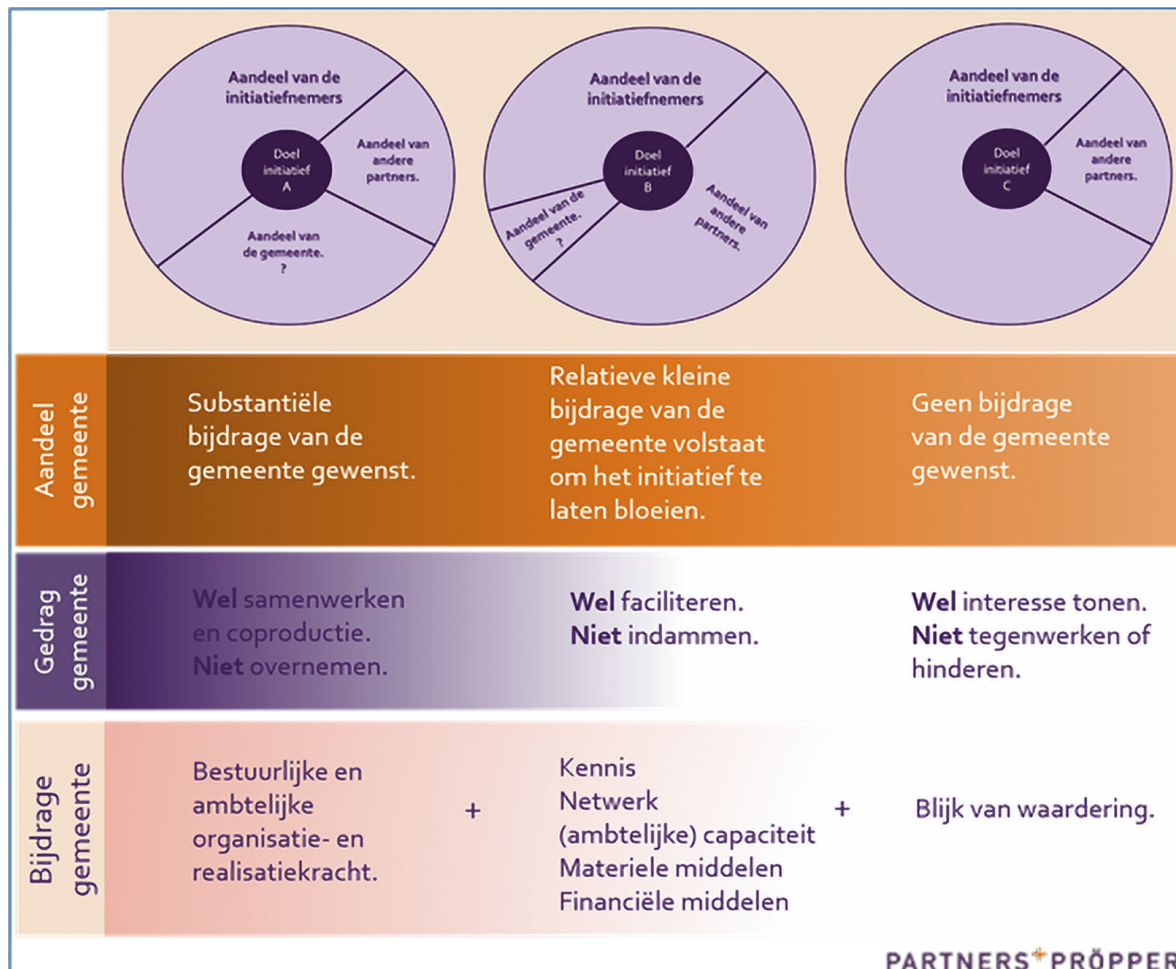 Aandeel van de
initiatiefnemers
Doel
initiatief
A
Aandeel van
andere
partners.
Aandeel van
de gemeente.
?
Aandeel van de
initiatiefnemers
Doel
initiatief
B
Aandeel van de
gemeente.
?
Aandeel van
andere
partners.
Aandeel van de
initiatiefnemers
Doel
initiatief
C
Aandeel van
andere
partners.
Aandeel
gemeente
Substantiële
bijdrage van de
gemeente gewenst.
Relatieve kleine
bijdrage van de
gemeente volstaat
om het initiatief te
laten bloeien.
Geen bijdrage
van de gemeente
gewenst.
Gedrag
gemeente
Wel samenwerken
en coproductie.
Niet overnemen.
Wel faciliteren.
Niet indammen.
Wel interesse tonen.
Niet tegenwerken of
hinderen.
Bijdrage
gemeente
Bestuurlijke en
ambtelijke
organisatie- en
realisatiekracht.
+
Kennis
Netwerk
(ambtelijke) capaciteit
Materiele middelen
Financiële middelen
+
Blijk van waardering.
PARTNERS+PRÖPPER